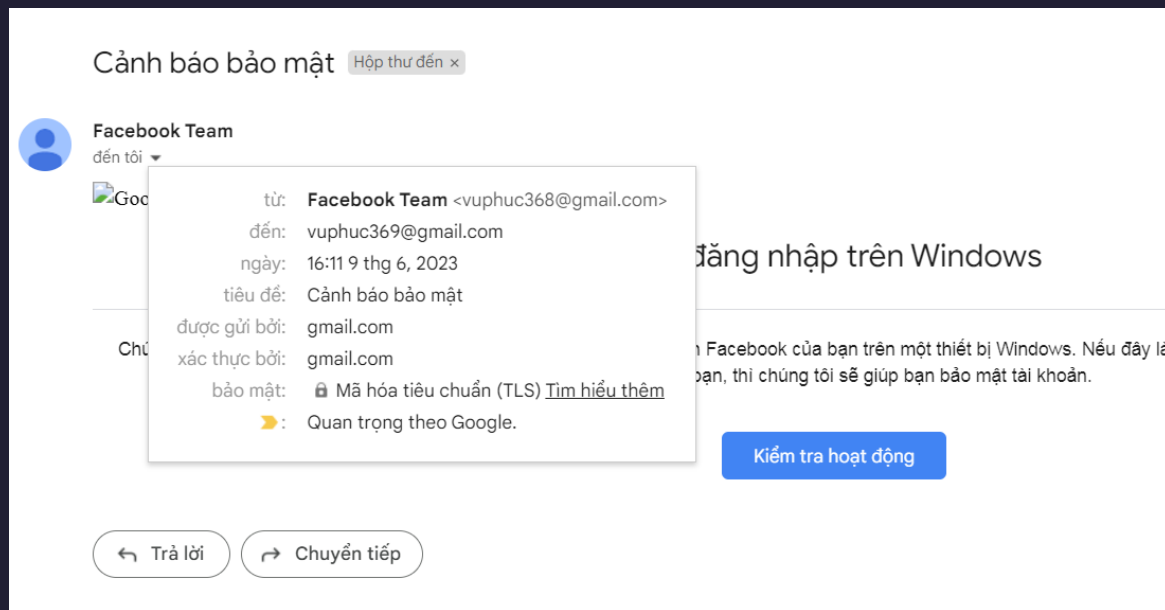 Cảnh báo bảo mật Hộp thư đến ×
Facebook Team
đến tôi
Goo
từ: Facebook Team <vuphuc368@gmail.com>
đến: vuphuc369@gmail.com
ngày: 16:11 9 thg 6, 2023
tiêu đề: Cảnh báo bảo mật
được gửi bởi: gmail.com
xác thực bởi: gmail.com
bảo mật: Mã hóa tiêu chuẩn (TLS) Tìm hiểu thêm
: Quan trọng theo Google.
đăng nhập trên Windows
Facebook của bạn trên một thiết bị Windows. Nếu đây là
bạn, thì chúng tôi sẽ giúp bạn bảo mật tài khoản.
Kiểm tra hoạt động
Trả lời Chuyển tiếp